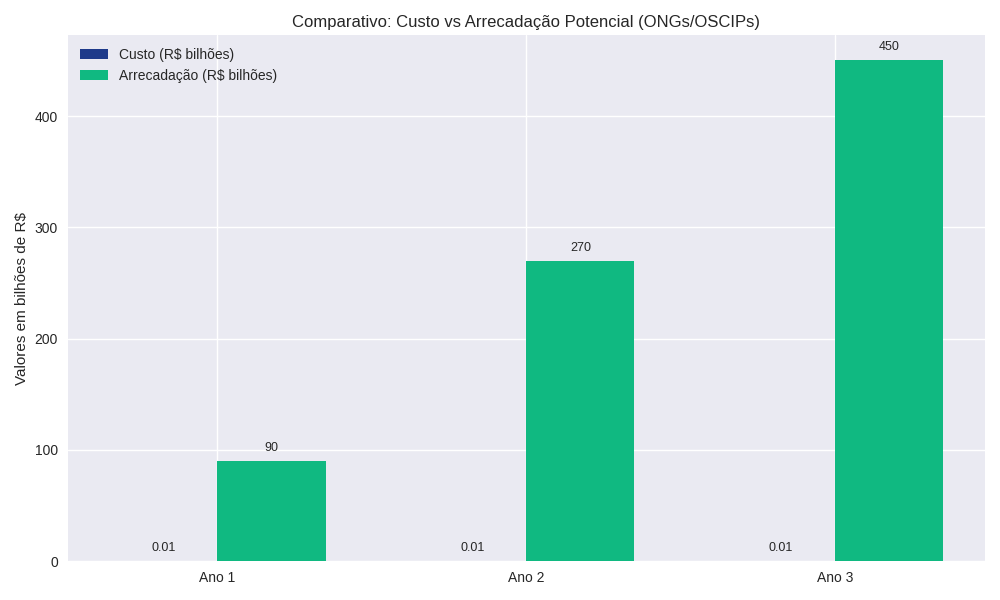 Comparativo: Custo vs Arrecadação Potencial (ONGs/OSCIPs)
Custo (R$ bilhões)
Arrecadação (R$ bilhões)
Valores em bilhões de R$
400
300
200
100
0
0.01
90
0.01
270
0.01
450
Ano 1
Ano 2
Ano 3